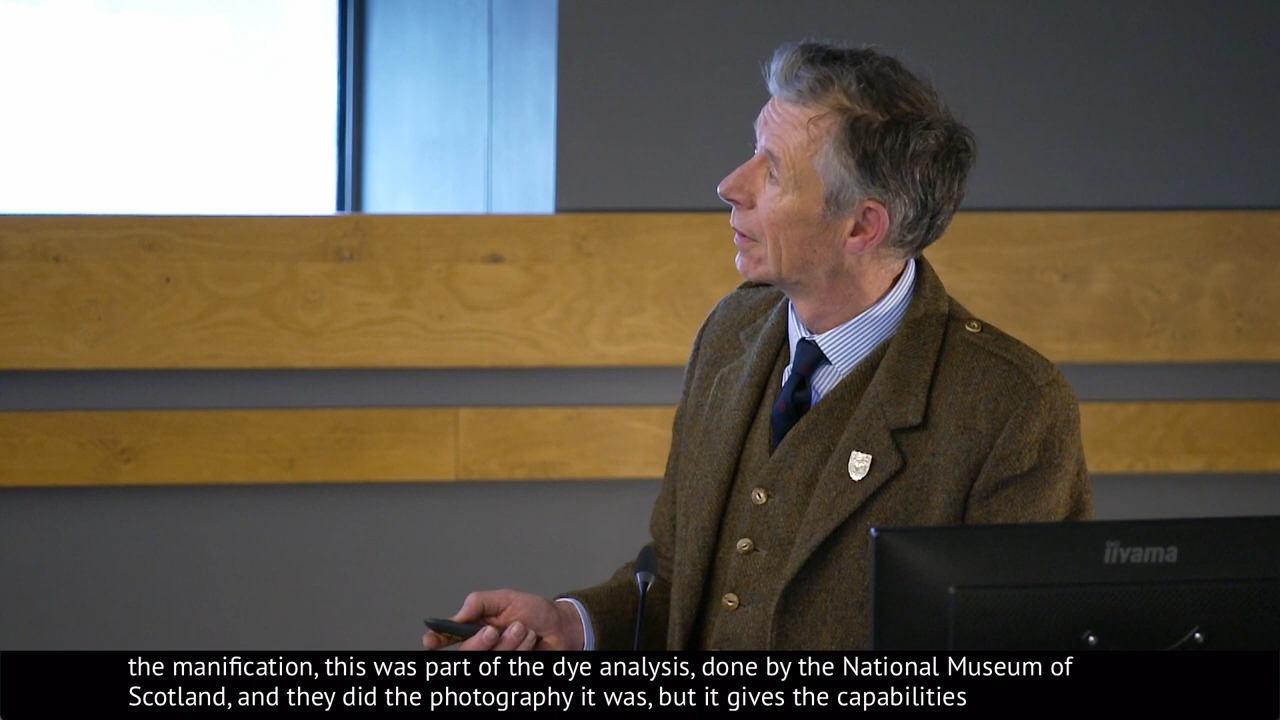 iiyama
the manification, this was part of the dye analysis, done by the National Museum of
Scotland, and they did the photography it was, but it gives the capabilities